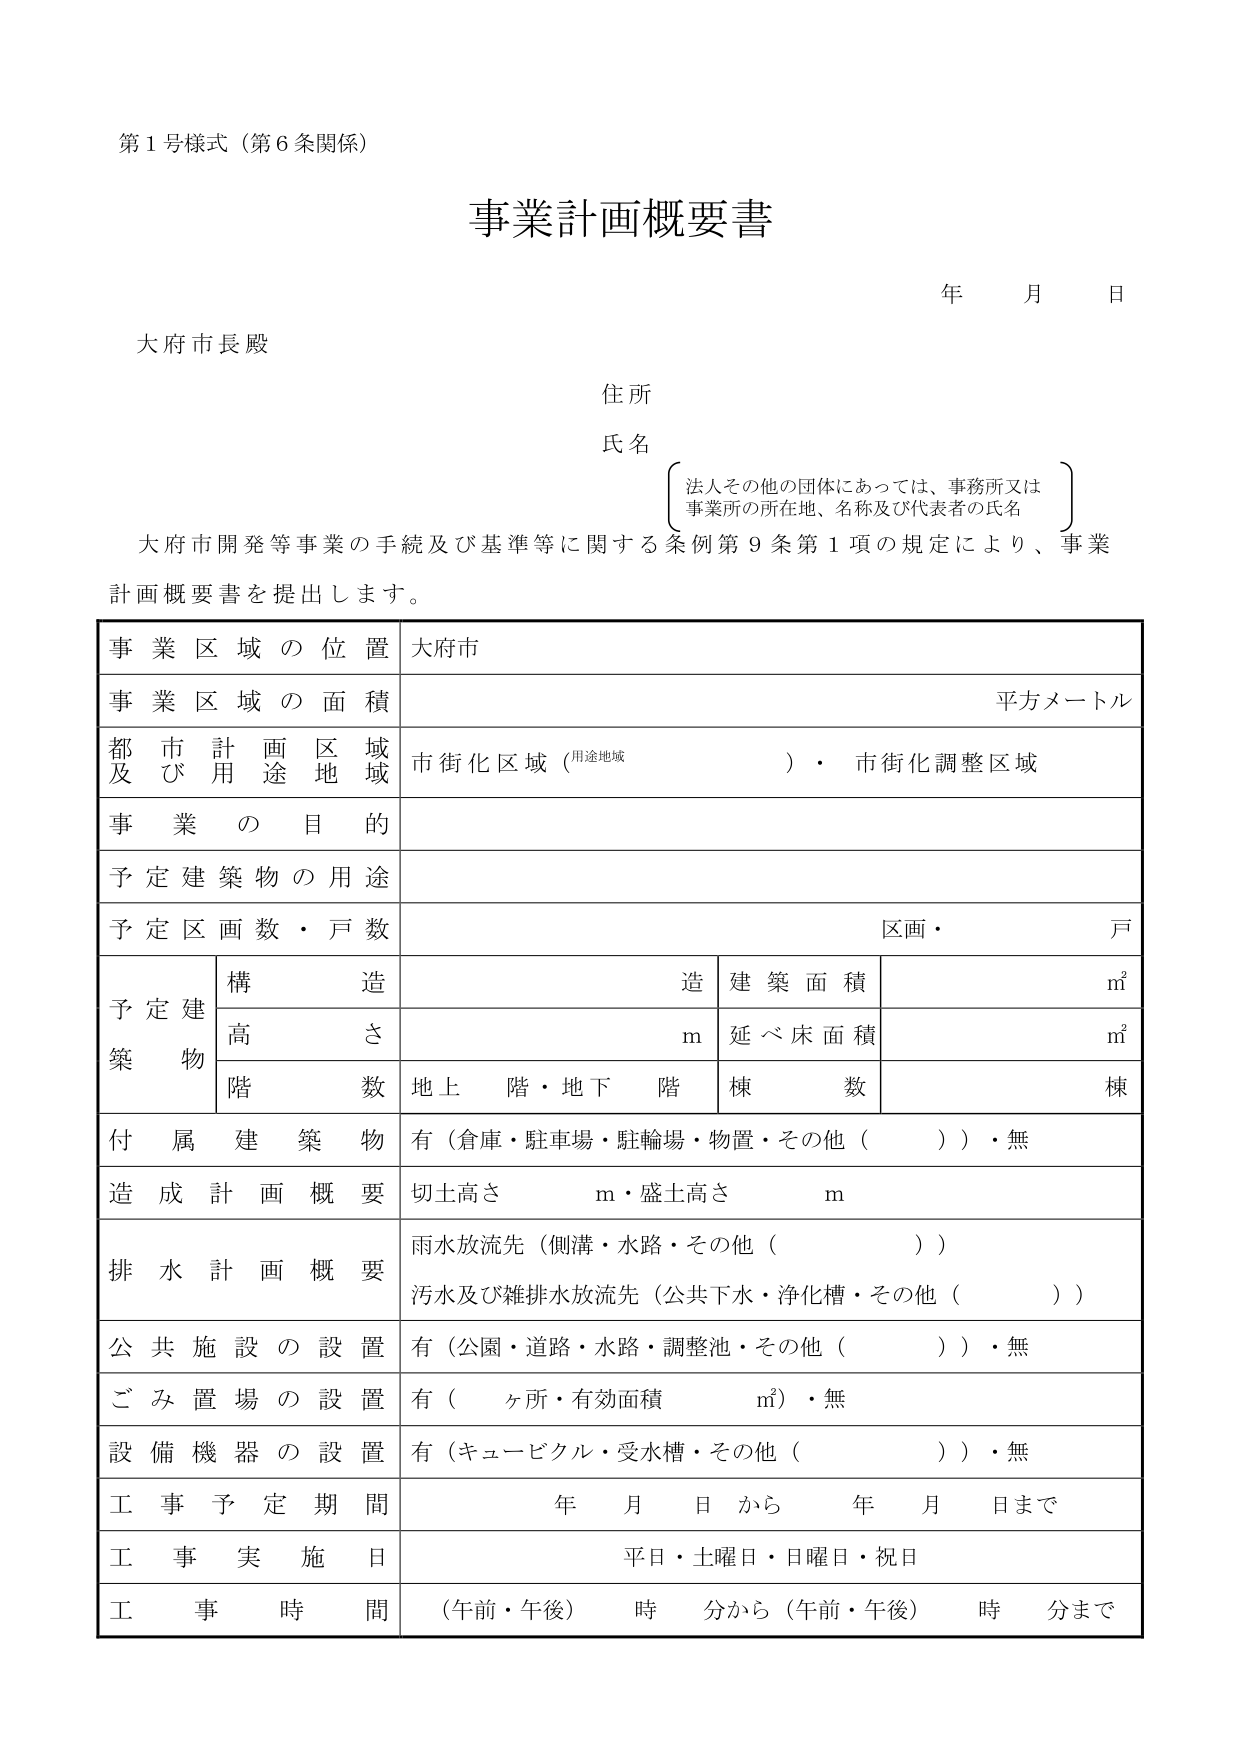 第１号様式（第６条関係）
事業計画概要書
年　　月　　日
大府市長殿
住所
氏名
法人その他の団体にあっては、事務所又は
事業所の所在地、名称及び代表者の氏名
大府市開発等事業の手続及び基準等に関する条例第９条第１項の規定により、事業
計画概要書を提出します。
事業区域の位置　大府市
事業区域の面積　平方メートル
都市計画区域
及び用途地域
市街化区域（用途地域　　　　　　）・　市街化調整区域
事業の目的
予定建築物の用途
予定区画数・戸数　区画・　　　　　　戸
予定建
築物
構造　造　建築面積　㎡
高さ　m　延べ床面積　㎡
階数　地上　　階・地下　　階　棟数　棟
付属建築物　有（倉庫・駐車場・駐輪場・物置・その他（　　　））・無
造成計画概要　切土高さ　　　　m・盛土高さ　　　　m
排水計画概要
雨水放流先（側溝・水路・その他（　　　　　　））
汚水及び雑排水放流先（公共下水・浄化槽・その他（　　　　））
公共施設の設置　有（公園・道路・水路・調整池・その他（　　　　））・無
ごみ置場の設置　有（　　ヶ所・有効面積　　　　㎡）・無
設備機器の設置　有（キュービクル・受水槽・その他（　　　　　　））・無
工事予定期間　年　　月　　日　から　　　年　　月　　日まで
工事実施日　平日・土曜日・日曜日・祝日
工事時間　（午前・午後）　　時　　分から（午前・午後）　　時　　分まで